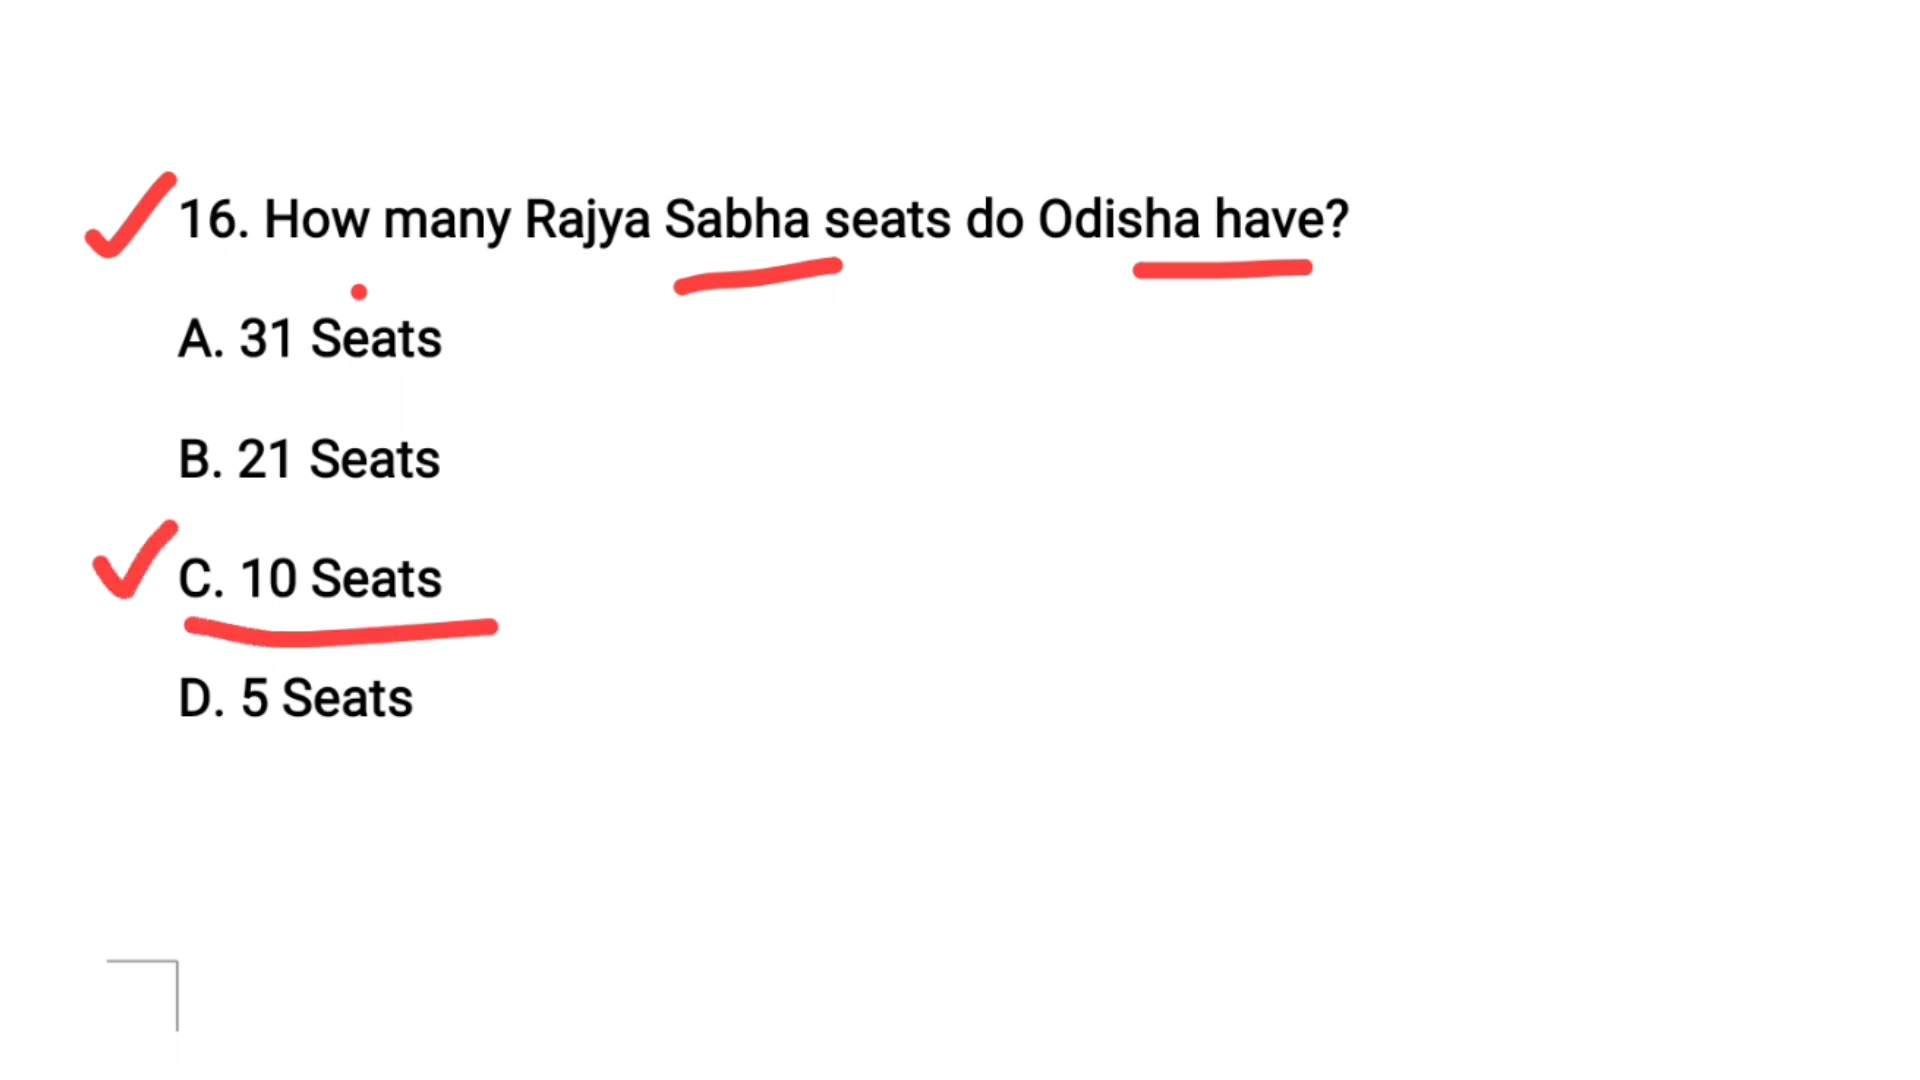 16. How many Rajya Sabha seats do Odisha have?
A. 31 Seats
B. 21 Seats
C. 10 Seats
D. 5 Seats